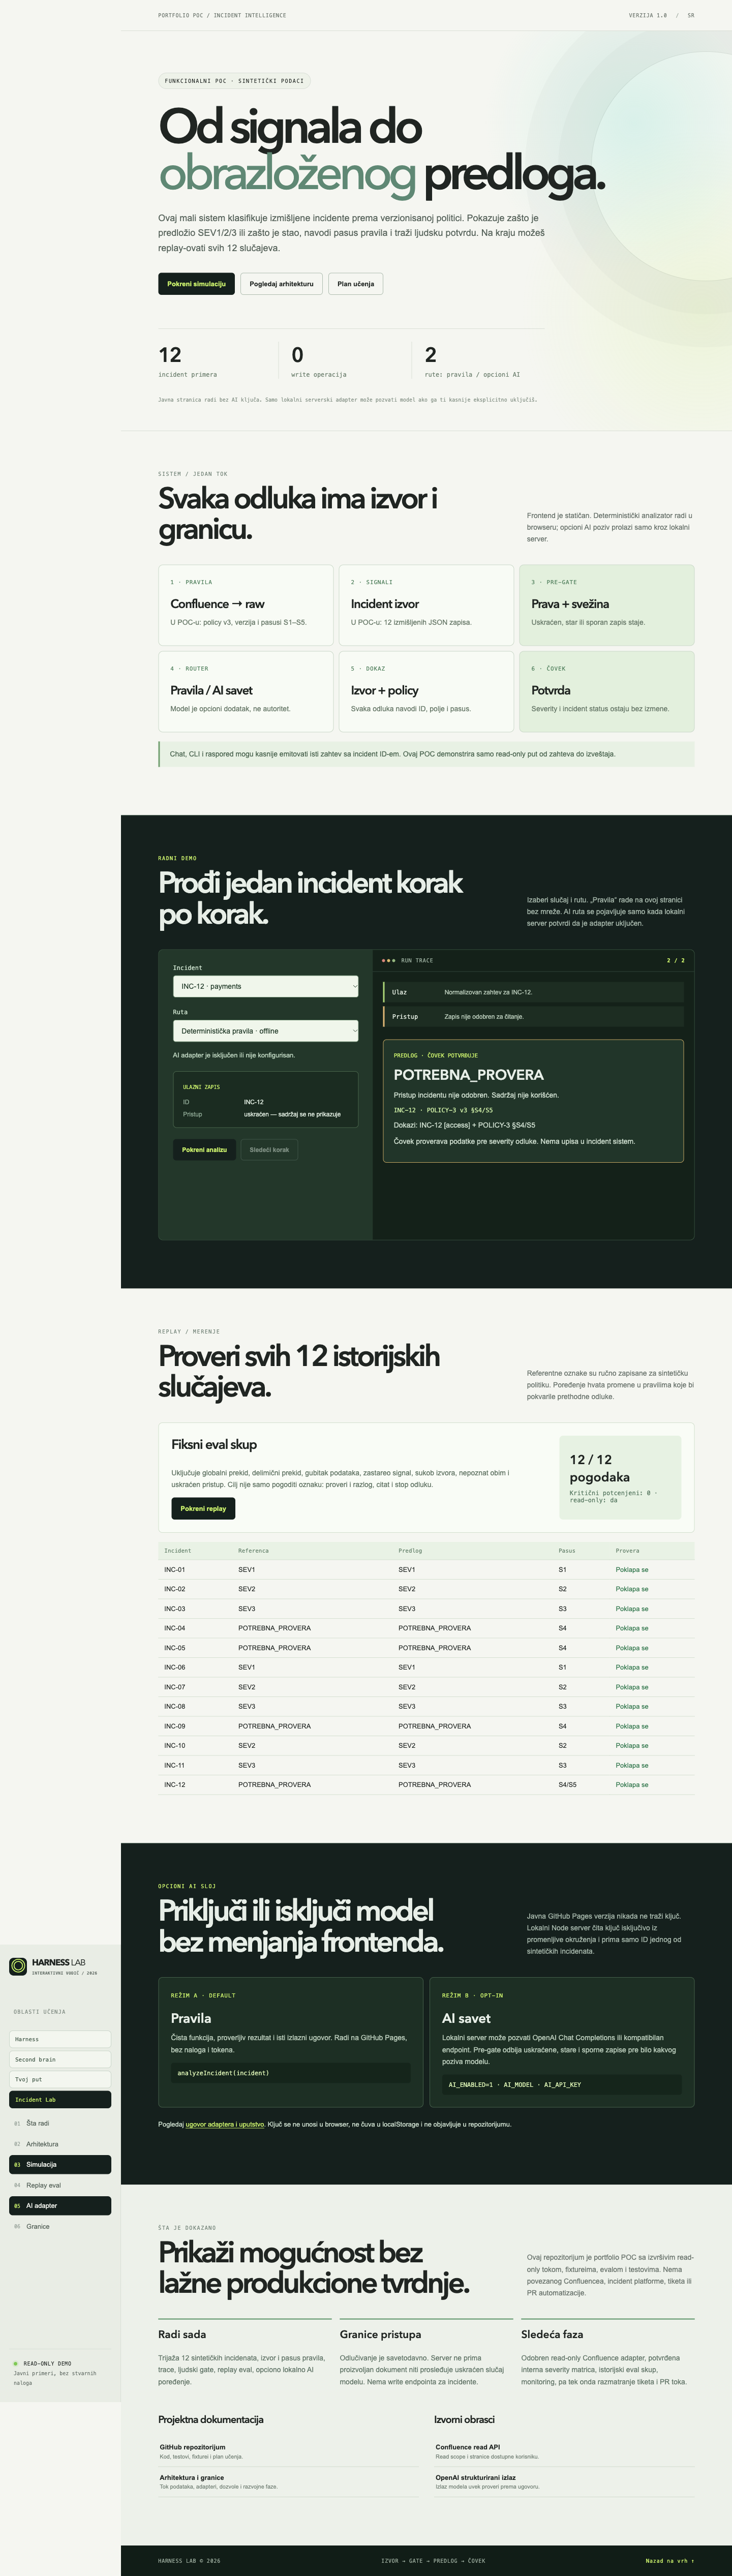 PORTFOLIO POC / INCIDENT INTELLIGENCE
VERZIJA 1.0 / SR
FUNKCIONALNI POC · SINTETIČKI PODACI
Od signala do
obrazloženog predloga.
Ovaj mali sistem klasifikuje izmišljene incidente prema verzionisanoj politici. Pokazuje zašto je
predložio SEV1/2/3 ili zašto je stao, navodi pasus pravila i traži ljudsku potvrdu. Na kraju možeš
replay-ovati svih 12 slučajeva.
Pokreni simulaciju
Pogledaj arhitekturu
Plan učenja
12
incident primera
0
write operacija
2
rute: pravila / opcioni AI
Javna stranica radi bez AI ključa. Samo lokalni serverski adapter može pozvati model ako ga ti kasnije eksplicitno uključiš.
SISTEM / JEDAN TOK
Svaka odluka ima izvor i
granicu.
Frontend je statičan. Deterministički analizator radi u
browseru; opcioni AI poziv prolazi samo kroz lokalni
server.
1 · PRAVILA
Confluence → raw
U POC-u: policy v3, verzija i pasusi S1–S5.
2 · SIGNALI
Incident izvor
U POC-u: 12 izmišljenih JSON zapisa.
3 · PRE-GATE
Prava + svežina
Uskraćen, star ili sporan zapis staje.
4 · ROUTER
Pravila / AI savet
Model je opcioni dodatak, ne autoritet.
5 · DOKAZ
Izvor + policy
Svaka odluka navodi ID, polje i pasus.
6 · ČOVEK
Potvrda
Severity i incident status ostaju bez izmene.
Chat, CLI i raspored mogu kasnije emitovati isti zahtev sa incident ID-em. Ovaj POC demonstrira samo read-only put od zahteva do izveštaja.
RADNI DEMO
Prođi jedan incident korak
po korak.
Izaberi slučaj i rutu. „Pravila” rade na ovoj stranici
bez mreže. AI ruta se pojavljuje samo kada lokalni
server potvrdi da je adapter uključen.
Incident
INC-12 · payments
Ruta
Deterministička pravila · offline
AI adapter je isključen ili nije konfigurisan.
ULAZNI ZAPIS
ID INC-12
Pristup uskraćen — sadržaj se ne prikazuje
Pokreni analizu
Sledeći korak
RUN TRACE
2 / 2
Ulaz Normalizovan zahtev za INC-12.
Pristup Zapis nije odobren za čitanje.
PREDLOG · ČOVEK POTVRĐUJE
POTREBNA_PROVERA
Pristup incidentu nije odobren. Sadržaj nije korišćen.
INC-12 · POLICY-3 v3 §S4/S5
Dokazi: INC-12 [access] + POLICY-3 §S4/S5
Čovek proverava podatke pre severity odluke. Nema upisa u incident sistem.
REPLAY / MERENJE
Proveri svih 12 istorijskih
slučajeva.
Referentne oznake su ručno zapisane za sintetičku
politiku. Poređenje hvata promene u pravilima koje bi
pokvarile prethodne odluke.
Fiksni eval skup
Uključuje globalni prekid, delimični prekid, gubitak podataka, zastareo signal, sukob izvora, nepoznat obim i
uskraćen pristup. Cilj nije samo pogoditi oznaku: proveri i razlog, citat i stop odluku.
Pokreni replay
12 / 12
pogodaka
Kritični potcenjeni: 0 ·
read-only: da
Incident Referenca Predlog Pasus Provera
INC-01 SEV1 SEV1 S1 Poklapa se
INC-02 SEV2 SEV2 S2 Poklapa se
INC-03 SEV3 SEV3 S3 Poklapa se
INC-04 POTREBNA_PROVERA POTREBNA_PROVERA S4 Poklapa se
INC-05 POTREBNA_PROVERA POTREBNA_PROVERA S4 Poklapa se
INC-06 SEV1 SEV1 S1 Poklapa se
INC-07 SEV2 SEV2 S2 Poklapa se
INC-08 SEV3 SEV3 S3 Poklapa se
INC-09 POTREBNA_PROVERA POTREBNA_PROVERA S4 Poklapa se
INC-10 SEV2 SEV2 S2 Poklapa se
INC-11 SEV3 SEV3 S3 Poklapa se
INC-12 POTREBNA_PROVERA POTREBNA_PROVERA S4/S5 Poklapa se
OPCIONI AI SLOJ
Priključi ili isključi model
bez menjanja frontenda.
Javna GitHub Pages verzija nikada ne traži ključ.
Lokalni Node server čita ključ isključivo iz
promenljive okruženja i prima samo ID jednog od
sintetičkih incidenata.
REŽIM A · DEFAULT
Pravila
Čista funkcija, proverljiv rezultat i isti izlazni ugovor. Radi na GitHub Pages,
bez naloga i tokena.
analyzeIncident(incident)
REŽIM B · OPT-IN
AI savet
Lokalni server može pozvati OpenAI Chat Completions ili kompatibilan
endpoint. Pre-gate odbija uskraćene, stare i sporne zapise pre bilo kakvog
poziva modelu.
AI_ENABLED=1 · AI_MODEL · AI_API_KEY
Pogledaj ugovor adaptera i uputstvo. Ključ se ne unosi u browser, ne čuva u localStorage i ne objavljuje u repozitorijumu.
HARNESS LAB
INTERAKTIVNI VODIČ / 2026
OBLASTI UČENJA
Harness
Second brain
Tvoj put
Incident Lab
01 Šta radi
02 Arhitektura
03 Simulacija
04 Replay eval
05 AI adapter
06 Granice
READ-ONLY DEMO
Javni primeri, bez stvarnih
naloga
ŠTA JE DOKAZANO
Prikaži mogućnost bez
lažne produkcione tvrdnje.
Ovaj repozitorijum je portfolio POC sa izvršivim read-
only tokom, fixtureima, evalom i testovima. Nema
povezanog Confluencea, incident platforme, tiketa ili
PR automatizacije.
Radi sada
Trijaža 12 sintetičkih incidenata, izvor i pasus pravila,
trace, ljudski gate, replay eval, opciono lokalno AI
poređenje.
Granice pristupa
Odlučivanje je savetodavno. Server ne prima
proizvoljan dokument niti prosleđuje uskraćen slučaj
modelu. Nema write endpointa za incidente.
Sledeća faza
Odobren read-only Confluence adapter, potvrđena
interna severity matrica, istorijski eval skup,
monitoring, pa tek onda razmatranje tiketa i PR toka.
Projektna dokumentacija
GitHub repozitorijum
Kod, testovi, fixturei i plan učenja.
Arhitektura i granice
Tok podataka, adapteri, dozvole i razvojne faze.
Izvorni obrasci
Confluence read API
Read scope i stranice dostupne korisniku.
OpenAI strukturirani izlaz
Izlaz modela uvek proveri prema ugovoru.
HARNESS LAB © 2026
IZVOR → GATE → PREDLOG → ČOVEK
Nazad na vrh ↑